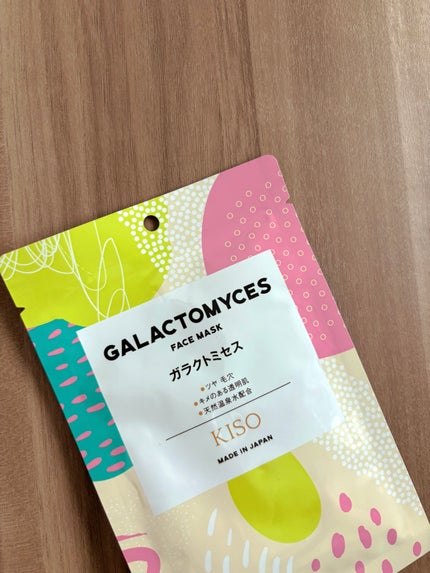 GALACTOMYCES
FACE MASK
ガラクトミセス
●ツヤ 毛穴
●キメのある透明肌
●天然温泉水配合
KISO
MADE IN JAPAN